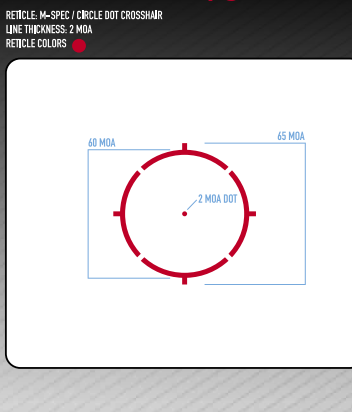 RETICLE: M-SPEC / CIRCLE DOT CROSSHAIR
LINE THICKNESS: 2 MOA
RETICLE COLORS
60 MOA
65 MOA
2 MOA DOT